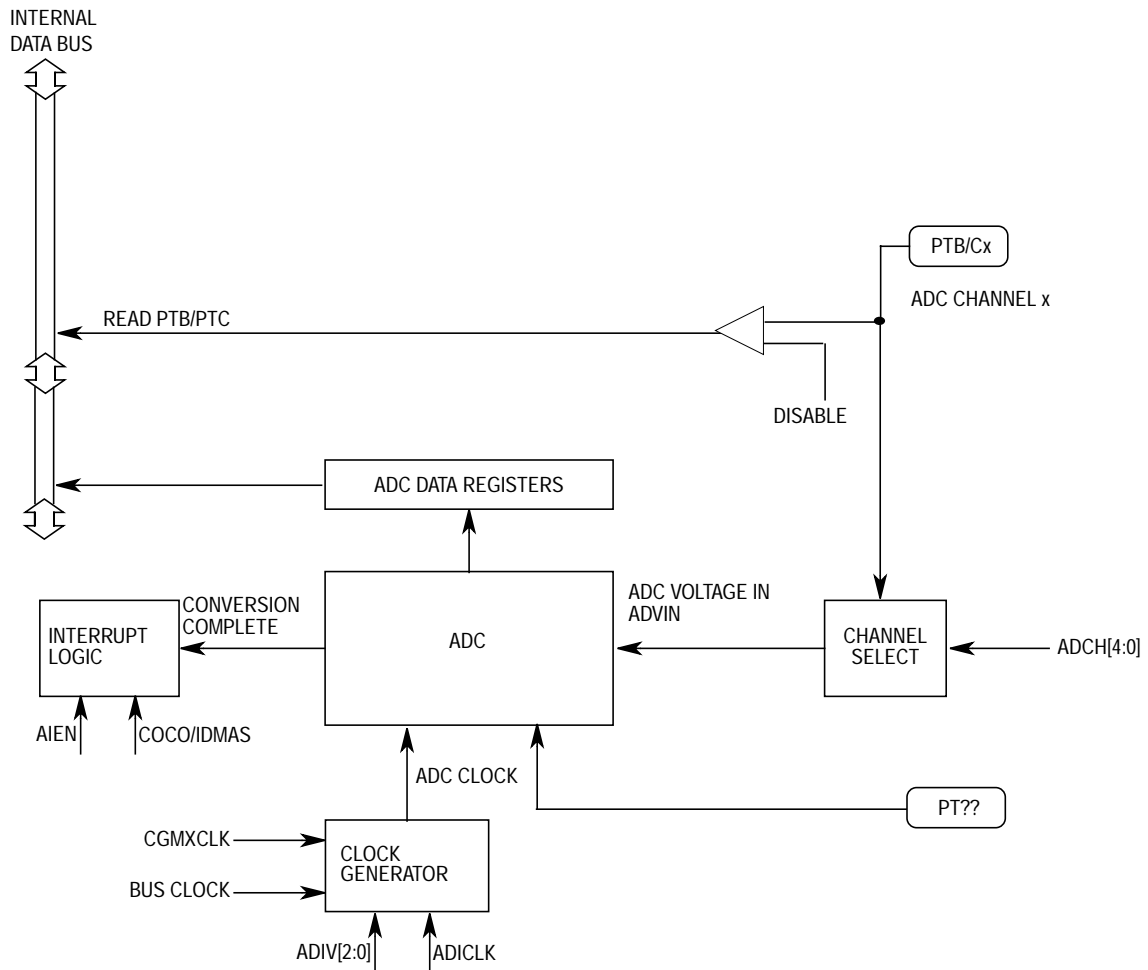 INTERNAL
DATA BUS
PTB/Cx
ADC CHANNEL x
READ PTB/PTC
DISABLE
ADC DATA REGISTERS
CONVERSION
COMPLETE
INTERRUPT
LOGIC
ADC
ADC VOLTAGE IN
ADVIN
CHANNEL
SELECT
ADCH[4:0]
AIEN
COCO/IDMAS
ADC CLOCK
PT??
CGMXCLK
CLOCK
GENERATOR
BUS CLOCK
ADIV[2:0]
ADICLK